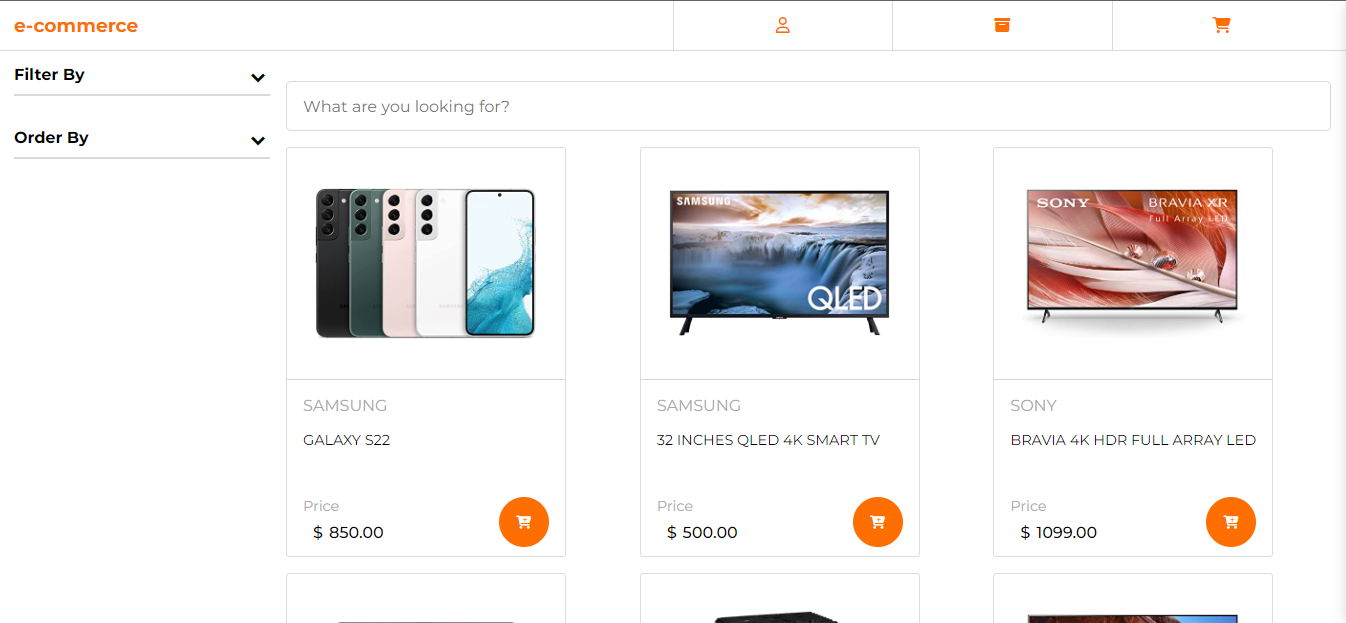 e-commerce
Filter By
Order By
What are you looking for?
SAMSUNG
QLED
SONY BRAVIA XR
Full Array LED
SAMSUNG
GALAXY S22
Price
$ 850.00
SAMSUNG
32 INCHES QLED 4K SMART TV
Price
$ 500.00
SONY
BRAVIA 4K HDR FULL ARRAY LED
Price
$ 1099.00